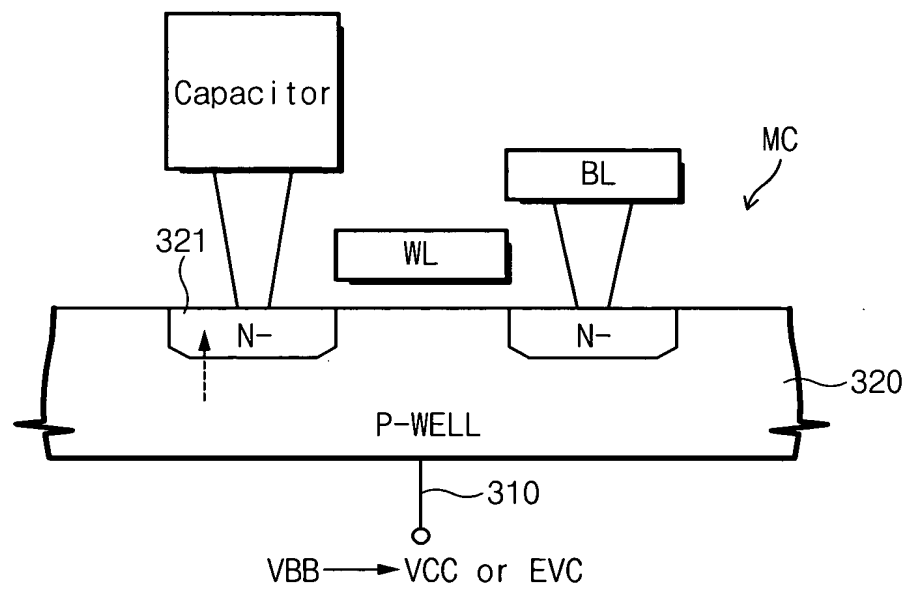 Capacitor
MC
BL
321
WL
N-
N-
320
P-WELL
310
VBB VCC or EVC